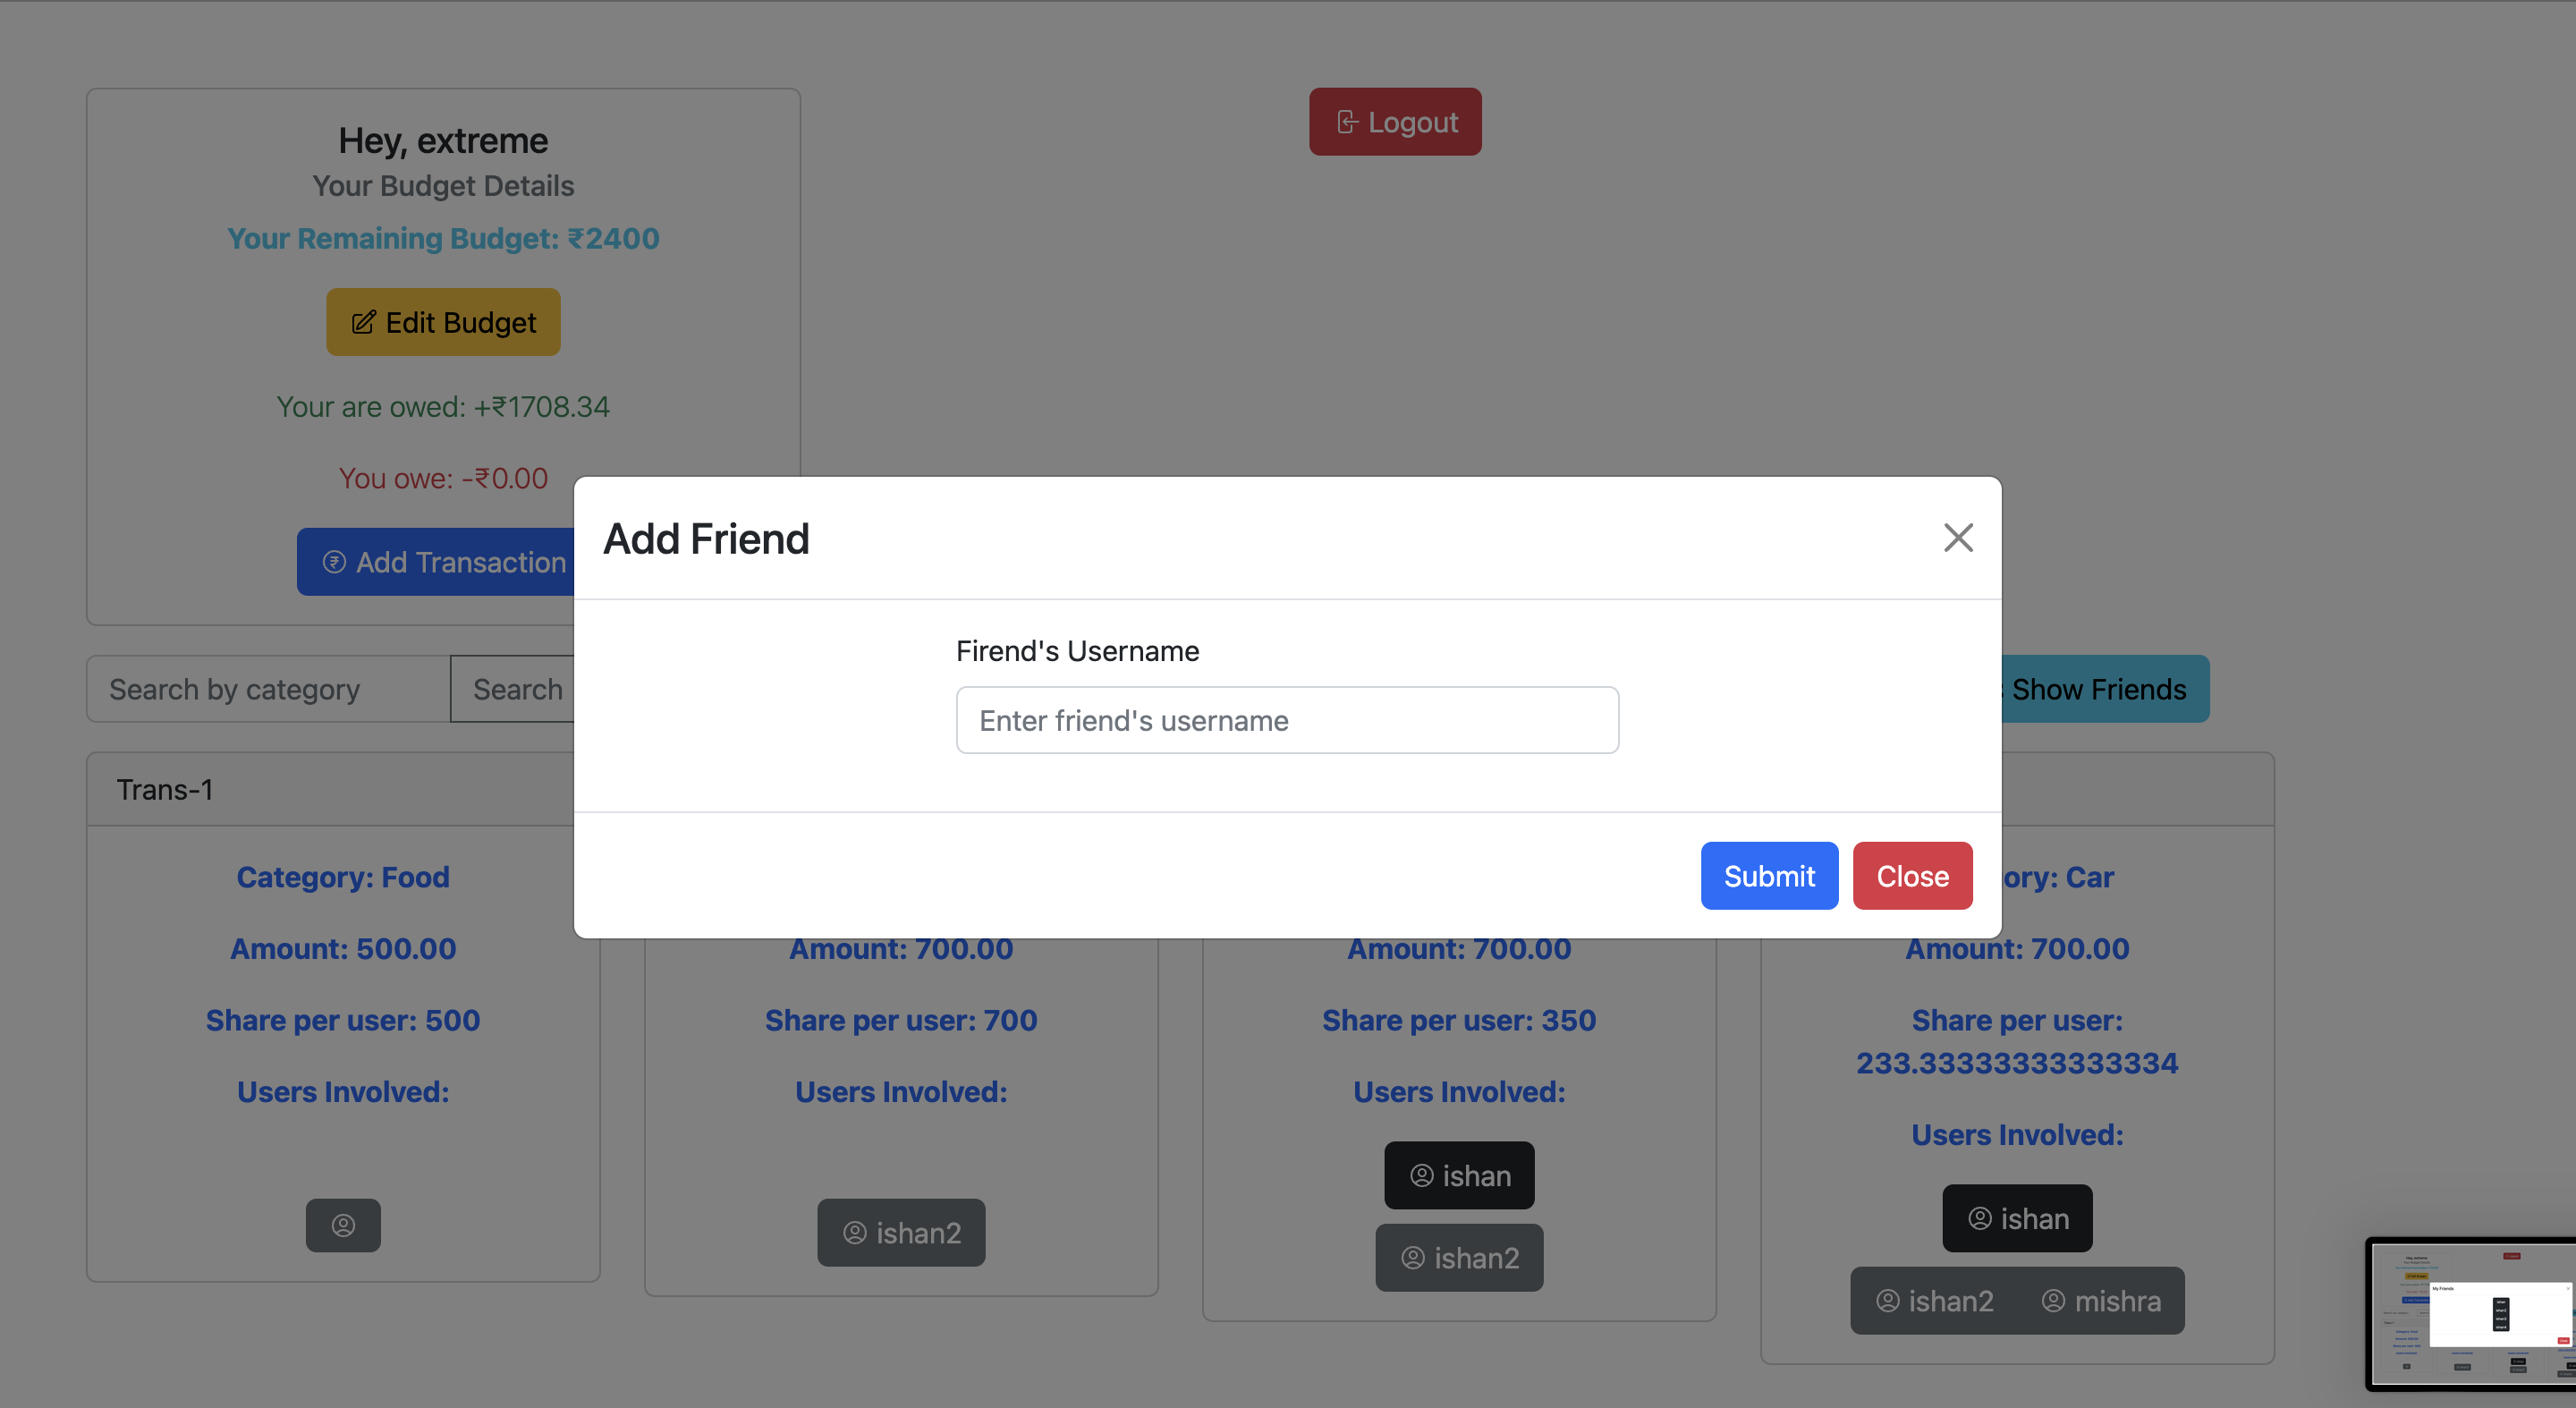 Hey, extreme
Your Budget Details
Your Remaining Budget: ₹2400
Edit Budget
Your are owed: +₹1708.34
You owe: -₹0.00
Add Transaction
Logout
Add Friend
Firend's Username
Enter friend's username
Submit
Close
Search by category
Search
Show Friends
Trans-1
Category: Food
Amount: 500.00
Share per user: 500
Users Involved:
Amount: 700.00
Share per user: 700
Users Involved:
ishan2
Amount: 700.00
Share per user: 350
Users Involved:
ishan
ishan2
ory: Car
Amount: 700.00
Share per user:
233.33333333333334
Users Involved:
ishan
ishan2 mishra
My Friends